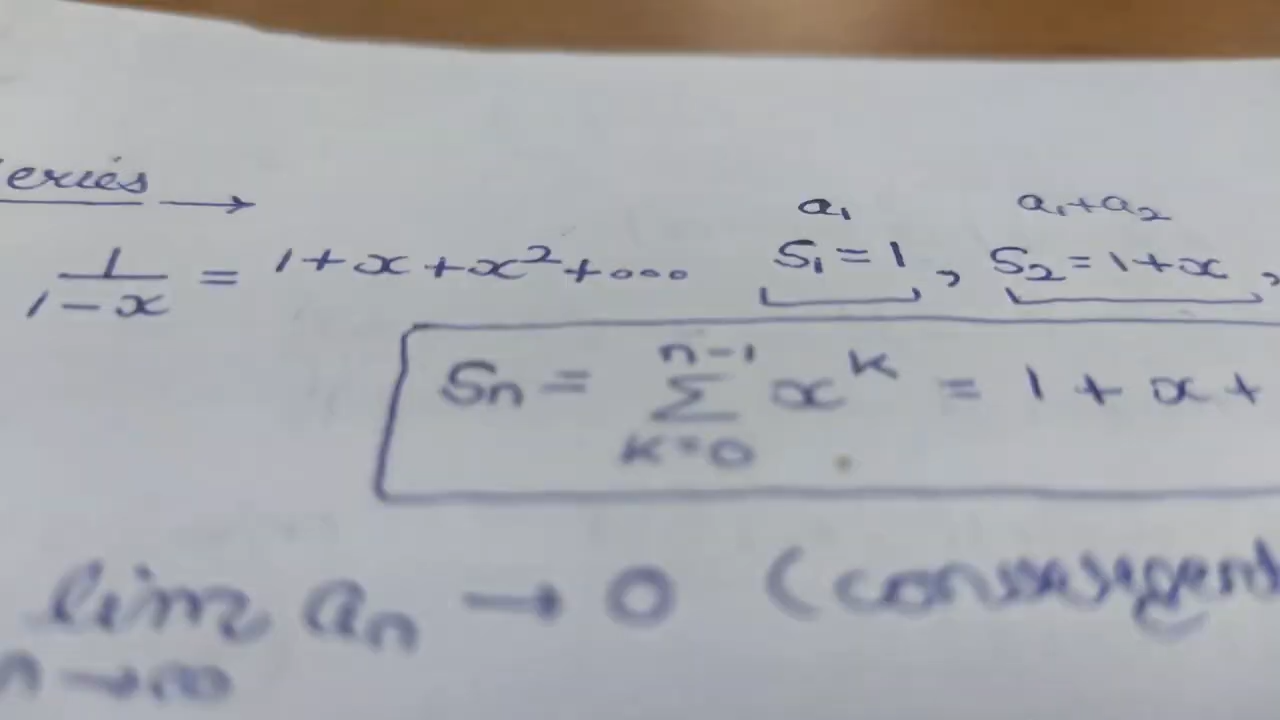 eries →
a₁ a₁+a₂
1/(1-x) = 1+x+x²+... S₁=1, S₂=1+x,
Sn = n-1 Σ k=0 x^k = 1+x+
lim an → 0 (convergent
n→∞